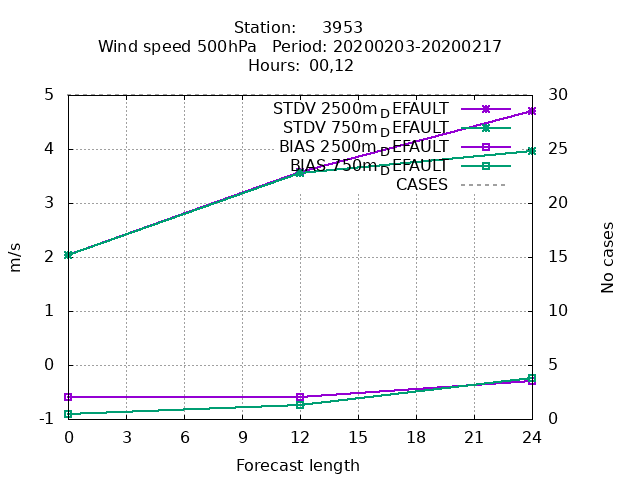 Station: 3953
Wind speed 500hPa Period: 20200203-20200217
Hours: 00,12
5
4
3
2
1
0
-1
m/s
STDV 2500m_DEFAULT
STDV 750m_DEFAULT
BIAS 2500m_DEFAULT
BIAS 750m_DEFAULT
CASES
30
25
20
15
10
5
0
No cases
0 3 6 9 12 15 18 21 24
Forecast length